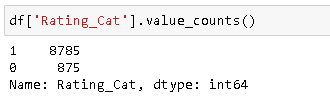 df['Rating_Cat'].value_counts()
1    8785
0     875
Name: Rating_Cat, dtype: int64